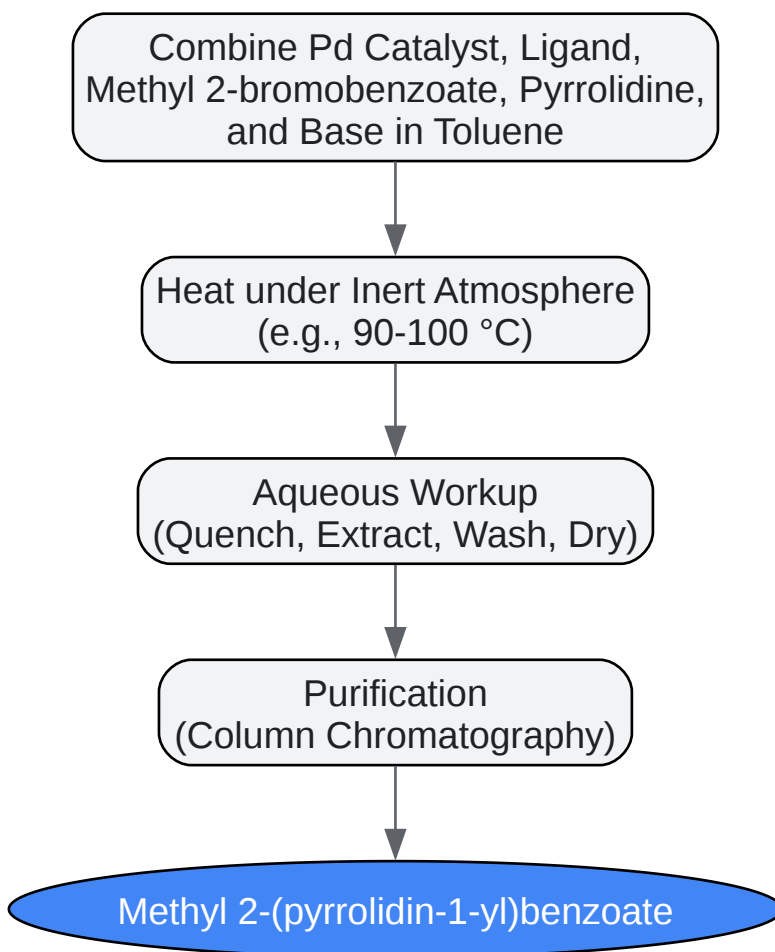 Combine Pd Catalyst, Ligand,
Methyl 2-bromobenzoate, Pyrrolidine,
and Base in Toluene
Heat under Inert Atmosphere
(e.g., 90-100 °C)
Aqueous Workup
(Quench, Extract, Wash, Dry)
Purification
(Column Chromatography)
Methyl 2-(pyrrolidin-1-yl)benzoate